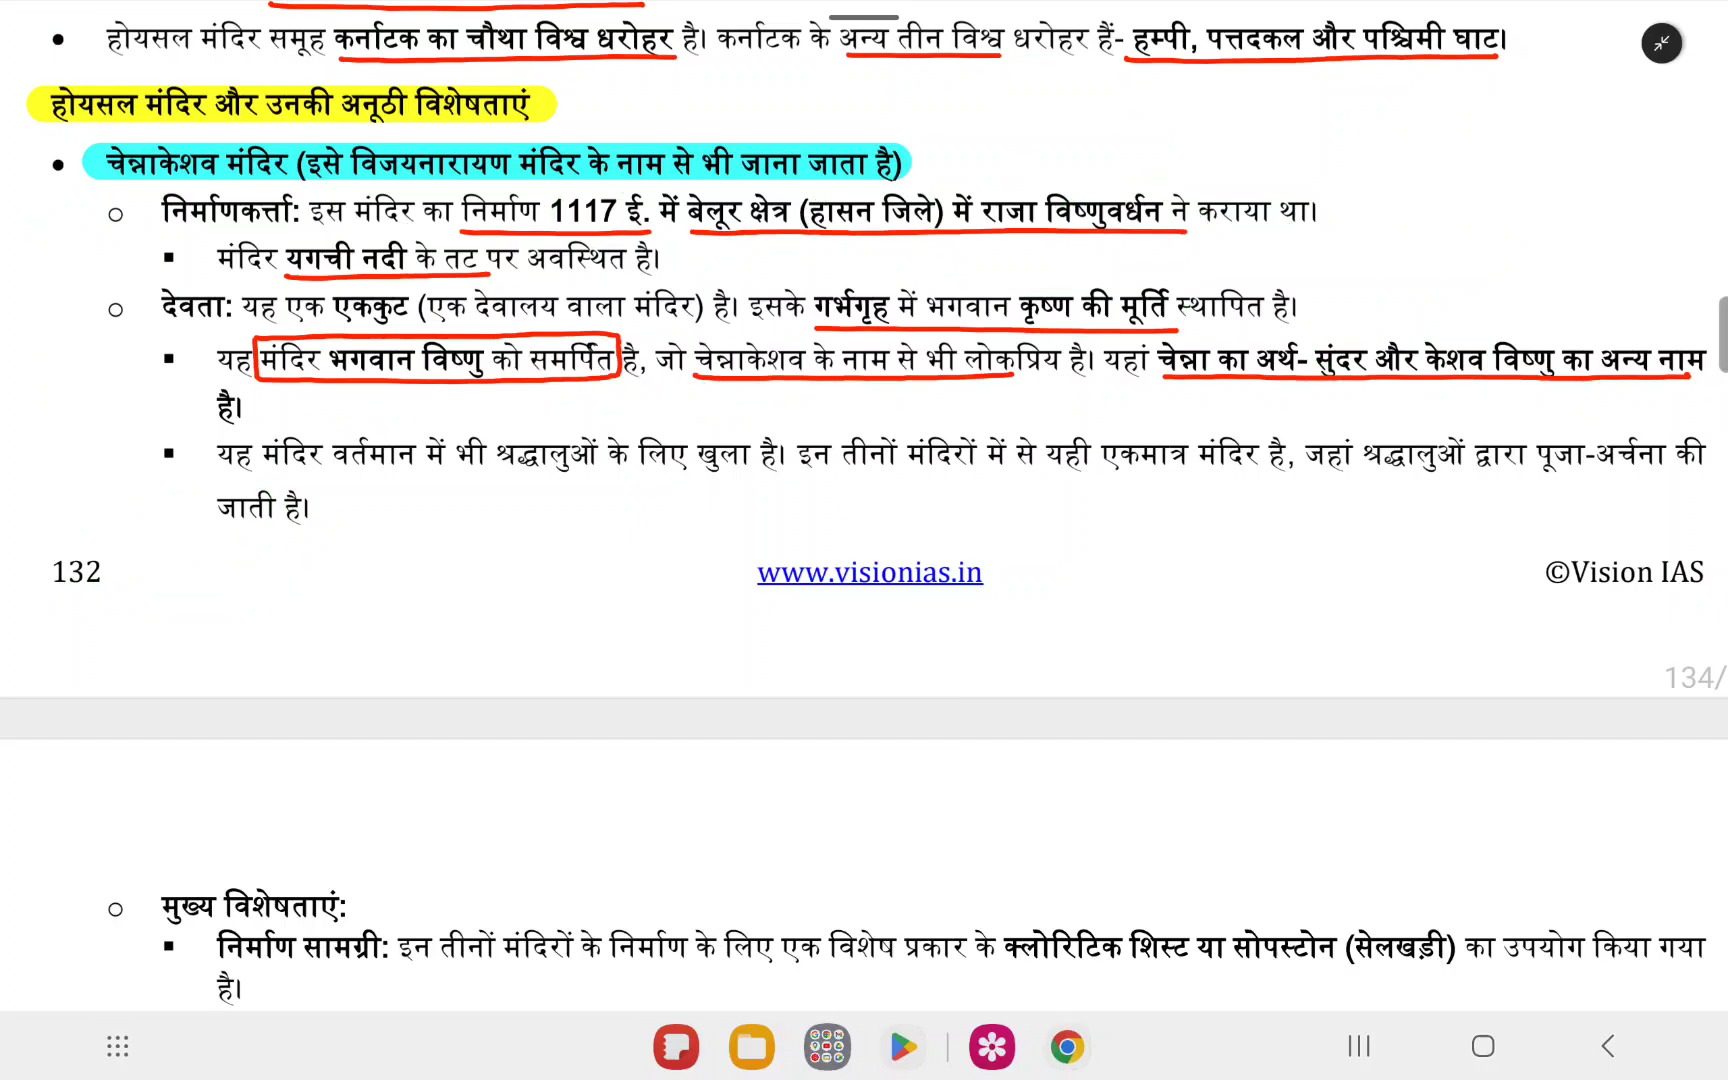 होयसल मंदिर समूह कर्नाटक का चौथा विश्व धरोहर है। कर्नाटक के अन्य तीन विश्व धरोहर हैं- हम्पी, पत्तदकल और पश्चिमी घाट।
होयसल मंदिर और उनकी अनूठी विशेषताएं
चेन्नाकेशव मंदिर (इसे विजयनारायण मंदिर के नाम से भी जाना जाता है)
निर्माणकर्त्ता: इस मंदिर का निर्माण 1117 ई. में बेलूर क्षेत्र (हासन जिले) में राजा विष्णुवर्धन ने कराया था।
मंदिर यगची नदी के तट पर अवस्थित है।
देवता: यह एक एककुट (एक देवालय वाला मंदिर) है। इसके गर्भगृह में भगवान कृष्ण की मूर्ति स्थापित है।
यह मंदिर भगवान विष्णु को समर्पित है, जो चेन्नाकेशव के नाम से भी लोकप्रिय है। यहां चेन्ना का अर्थ- सुंदर और केशव विष्णु का अन्य नाम
है।
यह मंदिर वर्तमान में भी श्रद्धालुओं के लिए खुला है। इन तीनों मंदिरों में से यही एकमात्र मंदिर है, जहां श्रद्धालुओं द्वारा पूजा-अर्चना की
जाती है।
132 www.visionias.in ©Vision IAS
134/
मुख्य विशेषताएं:
निर्माण सामग्री: इन तीनों मंदिरों के निर्माण के लिए एक विशेष प्रकार के क्लोरिटिक शिस्ट या सोपस्टोन (सेलखड़ी) का उपयोग किया गया
है।